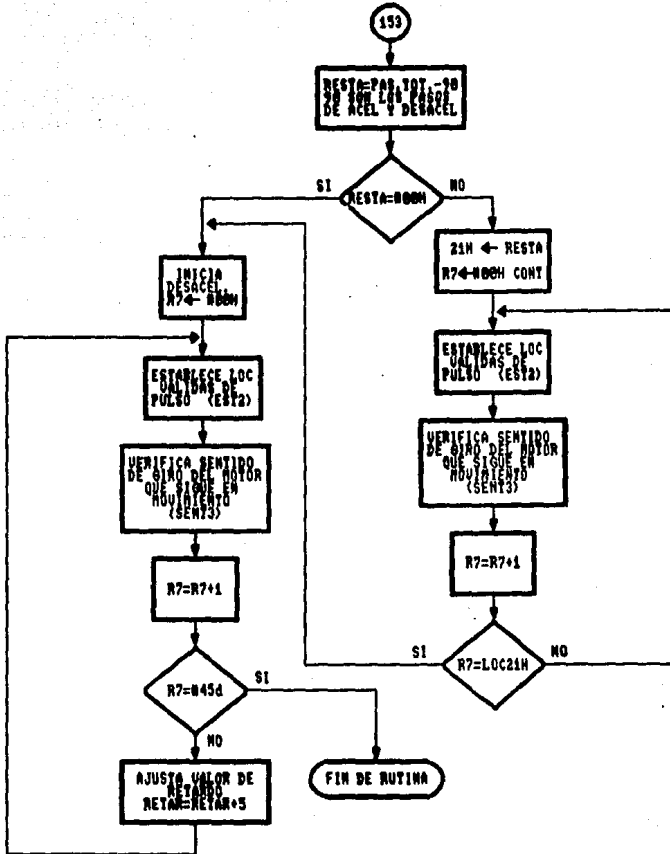 153
RESTA=PAS.TOT.-90
90 SON LOS PASOS
DE ACEL Y DESACEL
SI
RESTA=#00H
NO
21H ← RESTA
R7←#00H CONT
INICIA
DESACEL.
R7← #00H
ESTABLECE LOC
VALIDAS DE
PULSO (EST2)
ESTABLECE LOC
VALIDAS DE
PULSO (EST2)
VERIFICA SENTIDO
DE GIRO DEL MOTOR
QUE SIGUE EN
MOVIMIENTO
(SENT3)
VERIFICA SENTIDO
DE GIRO DEL MOTOR
QUE SIGUE EN
MOVIMIENTO
(SENT3)
R7=R7+1
R7=R7+1
SI
R7=LOC21H
NO
R7=#45d
SI
NO
AJUSTA VALOR DE
RETARDO
RETAR=RETAR+5
FIN DE RUTINA